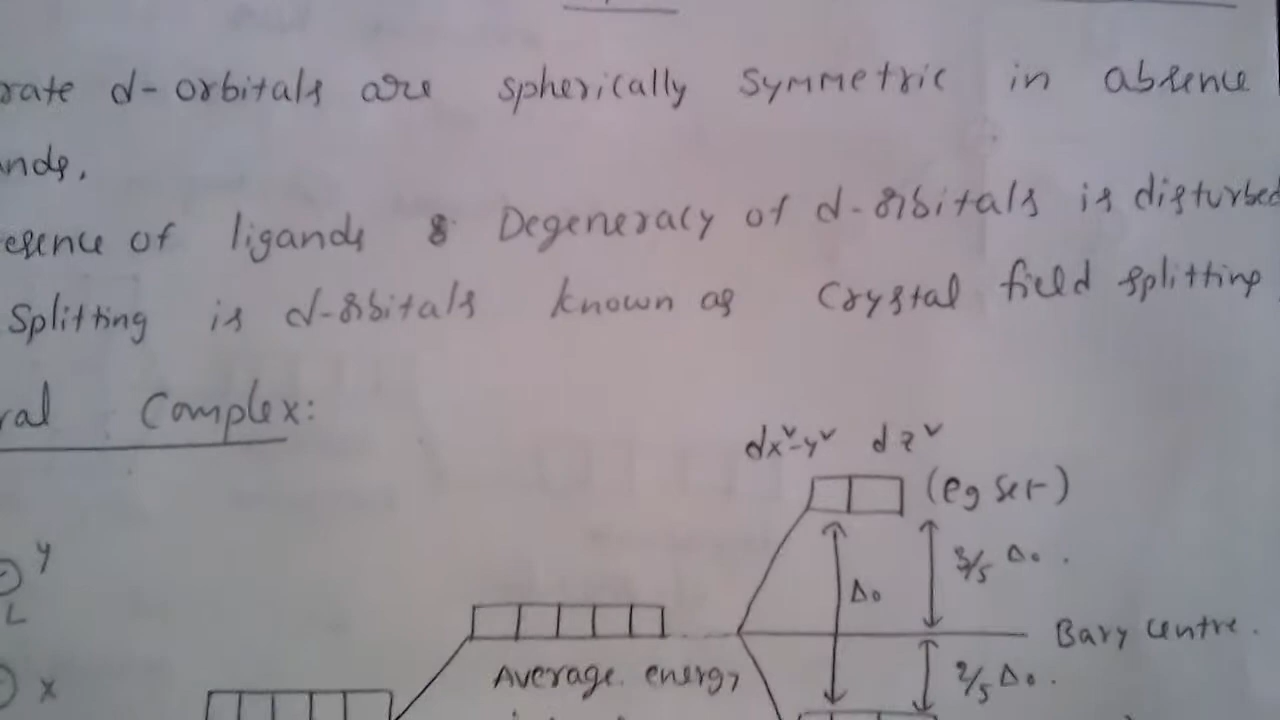 rate d-orbitals are spherically symmetric in absence
ands.
esence of ligands : Degeneracy of d-orbitals is disturbed
splitting is d-orbitals known as Crystal field splitting
ral Complex:
dx²-y² dz²
(eg set)
y
L
3/5 Δo.
Δo
Bary centre.
x
Average energy
2/5 Δo.